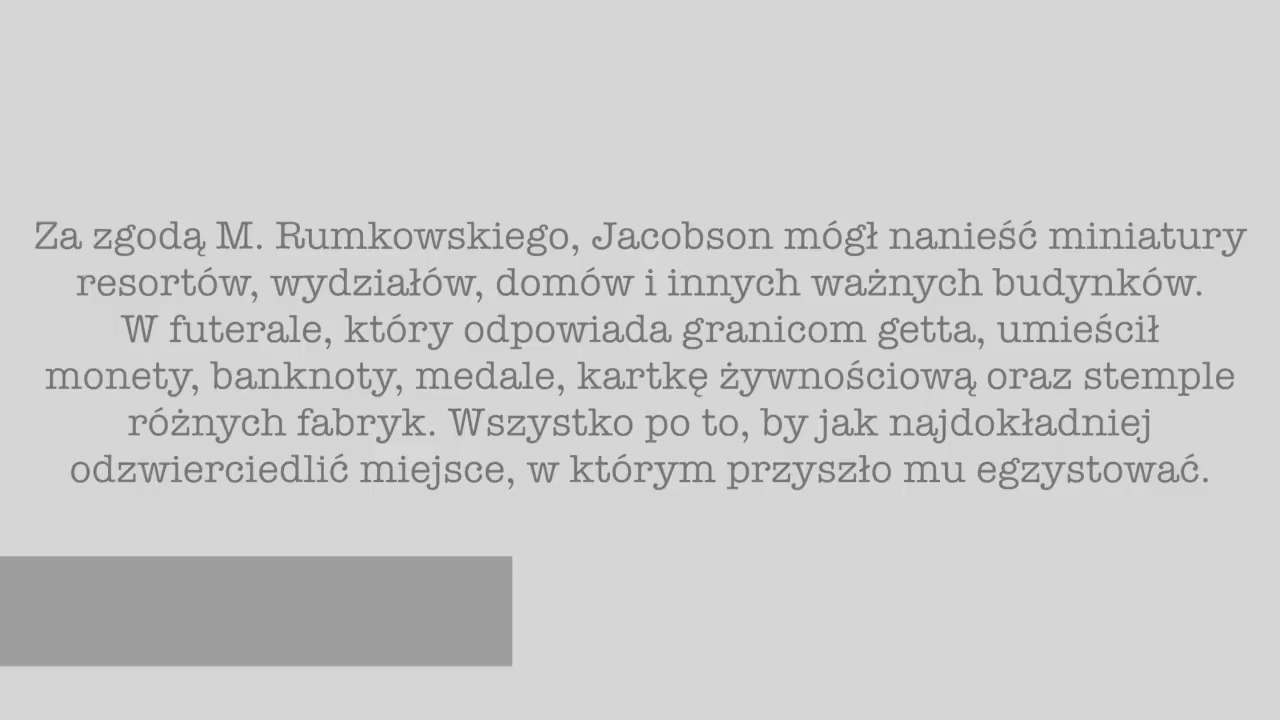 Za zgodą M. Rumkowskiego, Jacobson mógł nanieść miniatury
resortów, wydziałów, domów i innych ważnych budynków.
W futerale, który odpowiada granicom getta, umieścił
monety, banknoty, medale, kartkę żywnościową oraz stemple
różnych fabryk. Wszystko po to, by jak najdokładniej
odzwierciedlić miejsce, w którym przyszło mu egzystować.